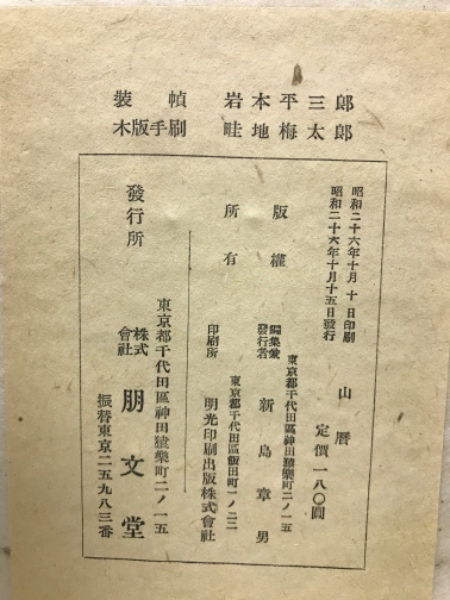 装幀 岩本平三郎
木版手刷 畦地梅太郎
昭和二十六年十月十日印刷
昭和二十六年十月十五日發行
山暦
定價一八〇圓
版權所有
東京都千代田區神田猿樂町二ノ一五
編集兼發行者 新島章男
東京都千代田區飯田町一ノ二二
印刷所 明光印刷出版株式會社
東京都千代田區神田猿樂町二ノ一五
發行所 株式會社 朋文堂
振替東京二五九八三番